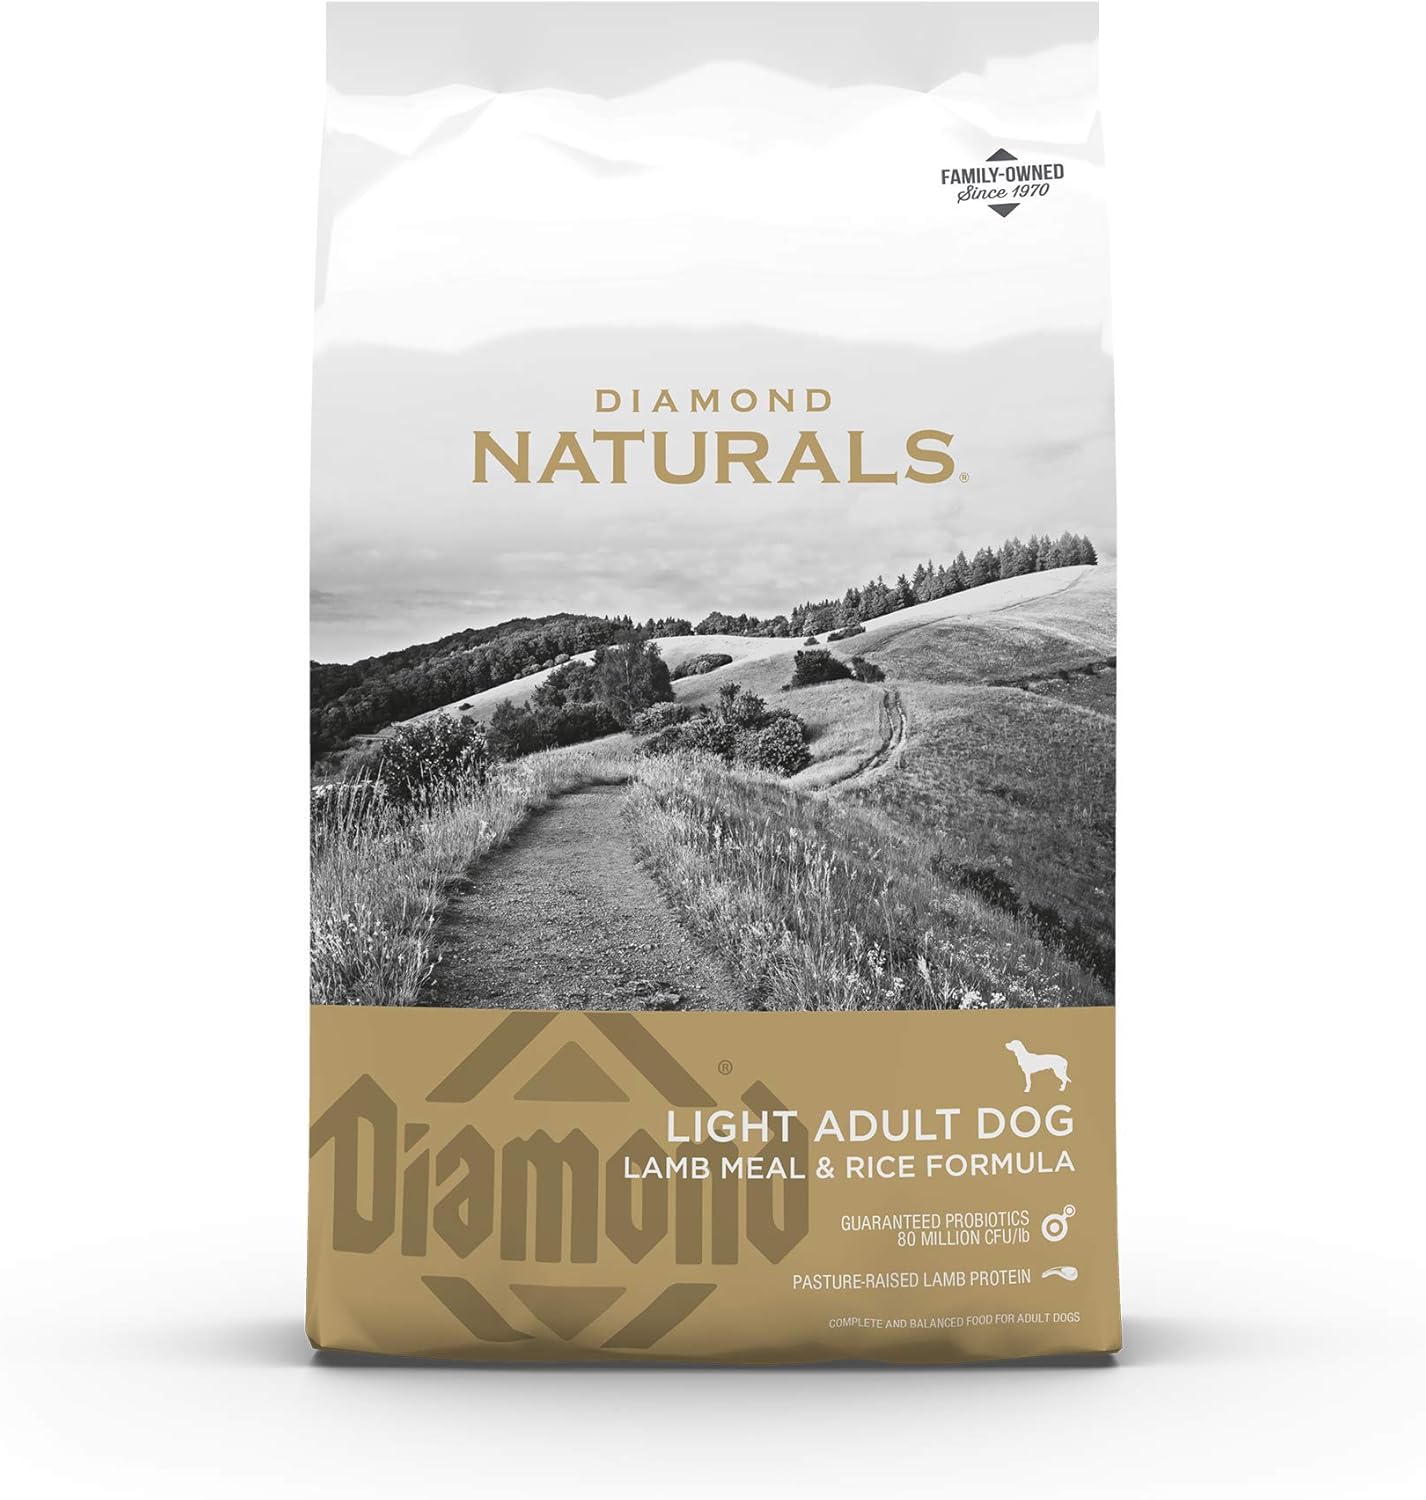 FAMILY-OWNED
Since 1970
DIAMOND
NATURALS®
®
Diamond
LIGHT ADULT DOG
LAMB MEAL & RICE FORMULA
GUARANTEED PROBIOTICS
80 MILLION CFU/lb
PASTURE-RAISED LAMB PROTEIN
COMPLETE AND BALANCED FOOD FOR ADULT DOGS